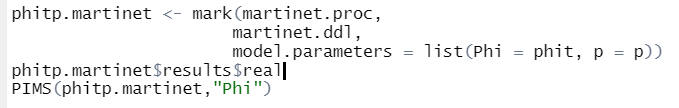 phitp.martinet <- mark(martinet.proc,
martinet.ddl,
model.parameters = list(Phi = phit, p = p))
phitp.martinet$results$real
PIMS(phitp.martinet,"Phi")